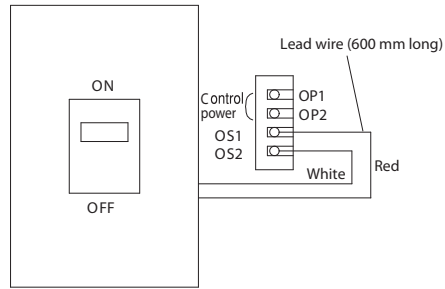 Lead wire (600 mm long)
ON
Control
power
OP1
OP2
OS1
OS2
White
Red
OFF